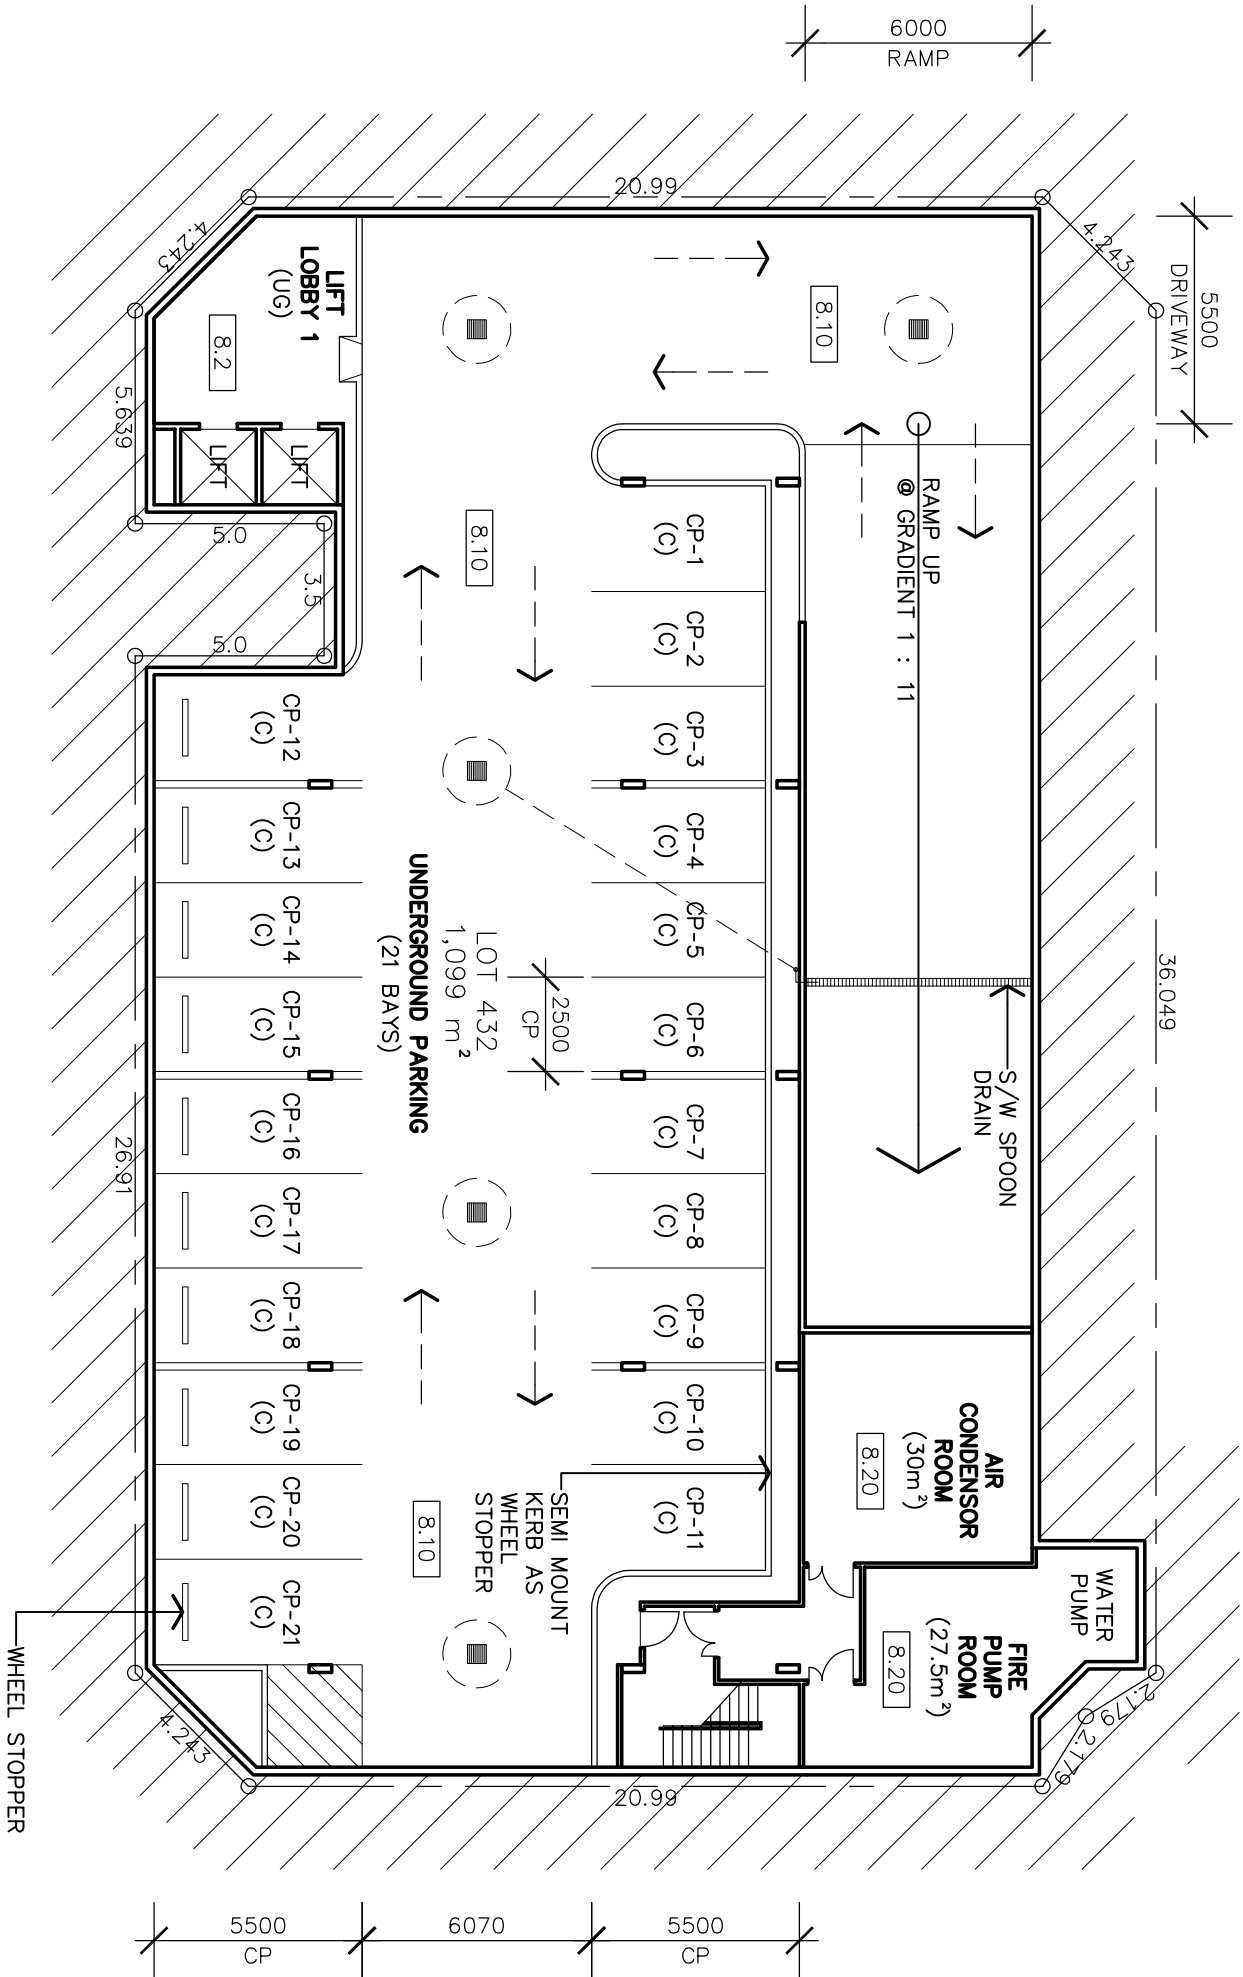 6000
RAMP
5500
DRIVEWAY
20.99
4.243
4.243
36.049
LIFT
LOBBY 1
(UG)
8.2
8.10
5.639
LIFT
LIFT
5.0
3.5
5.0
8.10
RAMP UP
@ GRADIENT 1 : 11
CP-1
(C)
CP-2
(C)
CP-3
(C)
CP-4
(C)
CP-5
(C)
CP-6
(C)
CP-7
(C)
CP-8
(C)
CP-9
(C)
CP-10
(C)
CP-11
(C)
CP-12
(C)
CP-13
(C)
CP-14
(C)
CP-15
(C)
CP-16
(C)
CP-17
(C)
CP-18
(C)
CP-19
(C)
CP-20
(C)
CP-21
(C)
LOT 432
1,099 m²
UNDERGROUND PARKING
(21 BAYS)
2500
CP
S/W SPOON
DRAIN
26.91
AIR
CONDENSOR
ROOM
(30m²)
8.20
SEMI MOUNT
KERB AS
WHEEL
STOPPER
8.10
WATER
PUMP
FIRE
PUMP
ROOM
(27.5m²)
8.20
2.179
2.179
4.243
20.99
WHEEL STOPPER
5500
CP
6070
5500
CP